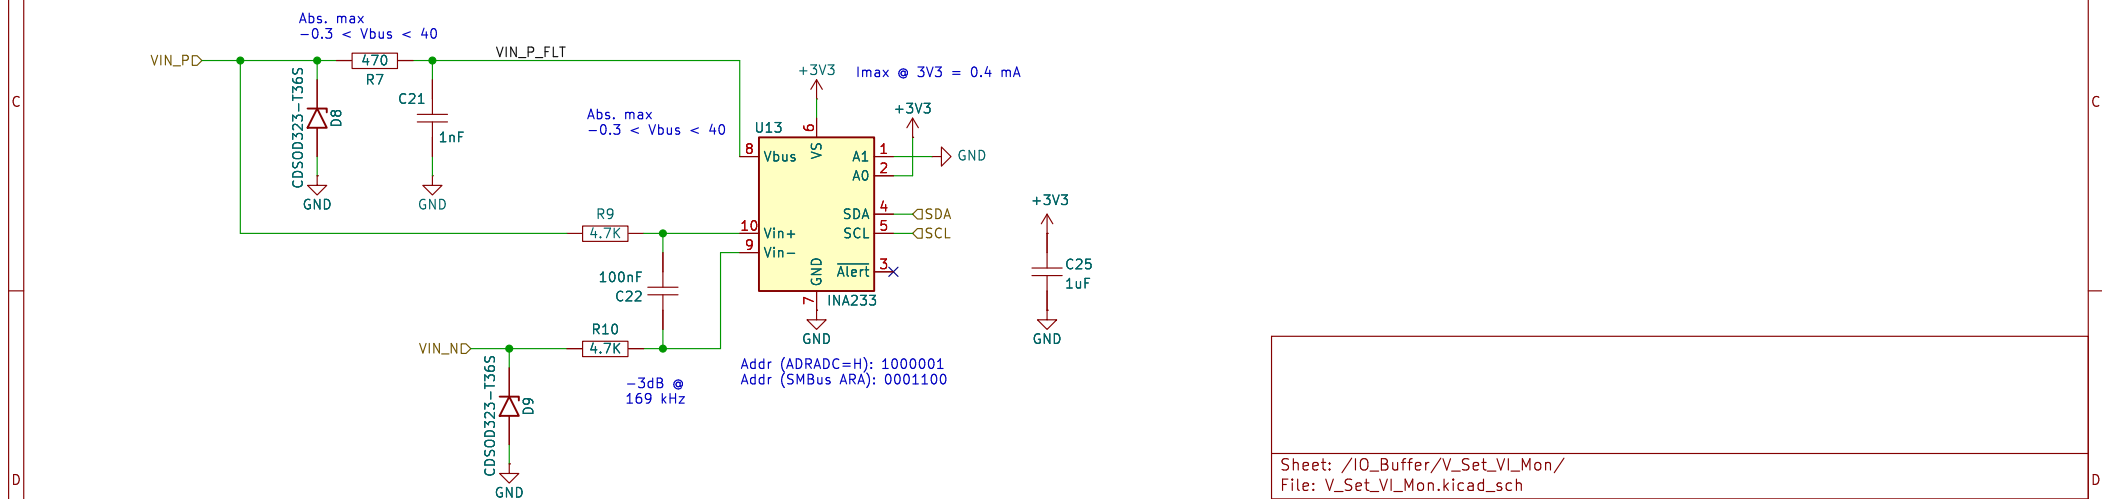 Abs. max
-0.3 < Vbus < 40
VIN_P
470
R7
VIN_P_FLT
+3V3
Imax @ 3V3 = 0.4 mA
C
C21
1nF
CDSOD323-T36S
D8
GND
GND
Abs. max
-0.3 < Vbus < 40
+3V3
U13
6
VS
8
Vbus
A1
1
GND
A0
2
SDA
4
SDA
SCL
5
SCL
Alert
3
10
Vin+
9
Vin-
GND
7
INA233
GND
R9
4.7K
100nF
C22
R10
4.7K
VIN_N
CDSOD323-T36S
D9
GND
-3dB @
169 kHz
Addr (ADRADC=H): 1000001
Addr (SMBus ARA): 0001100
+3V3
C25
1uF
GND
C
D
Sheet: /IO_Buffer/V_Set_VI_Mon/
File: V_Set_VI_Mon.kicad_sch
D